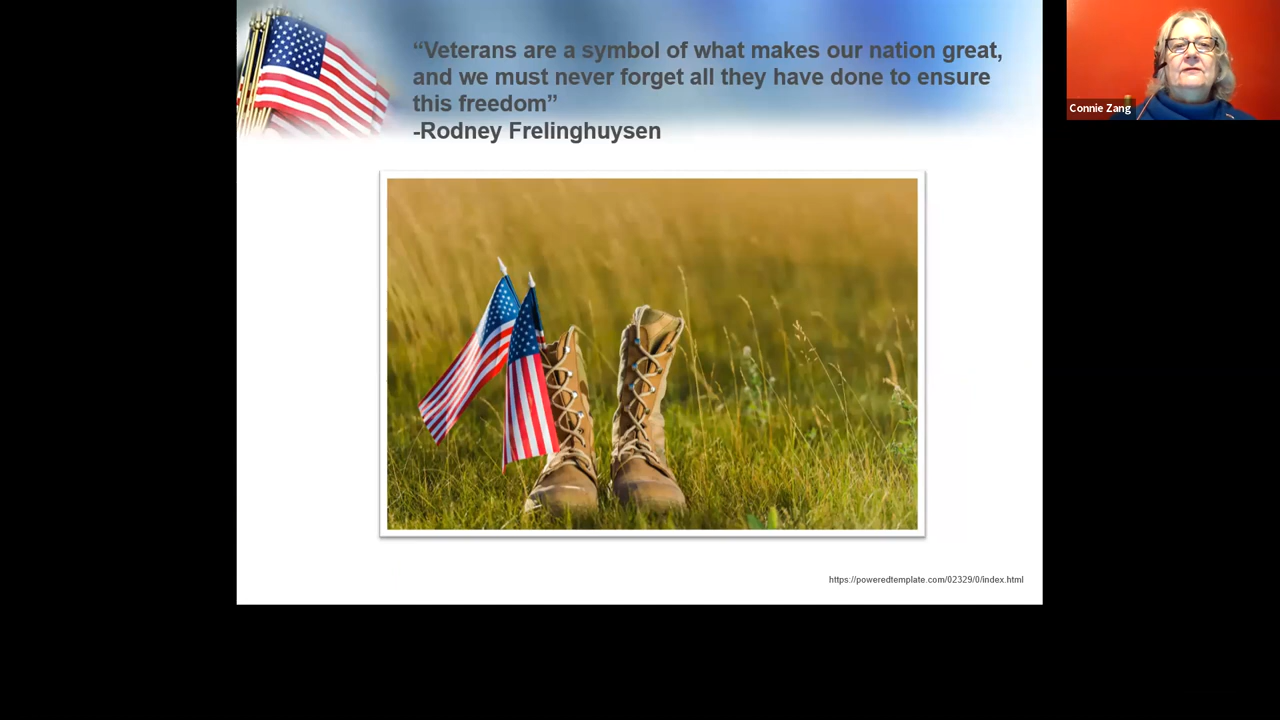 “Veterans are a symbol of what makes our nation great,
and we must never forget all they have done to ensure
this freedom”
-Rodney Frelinghuysen
Connie Zang
https://poweredtemplate.com/02329/0/index.html